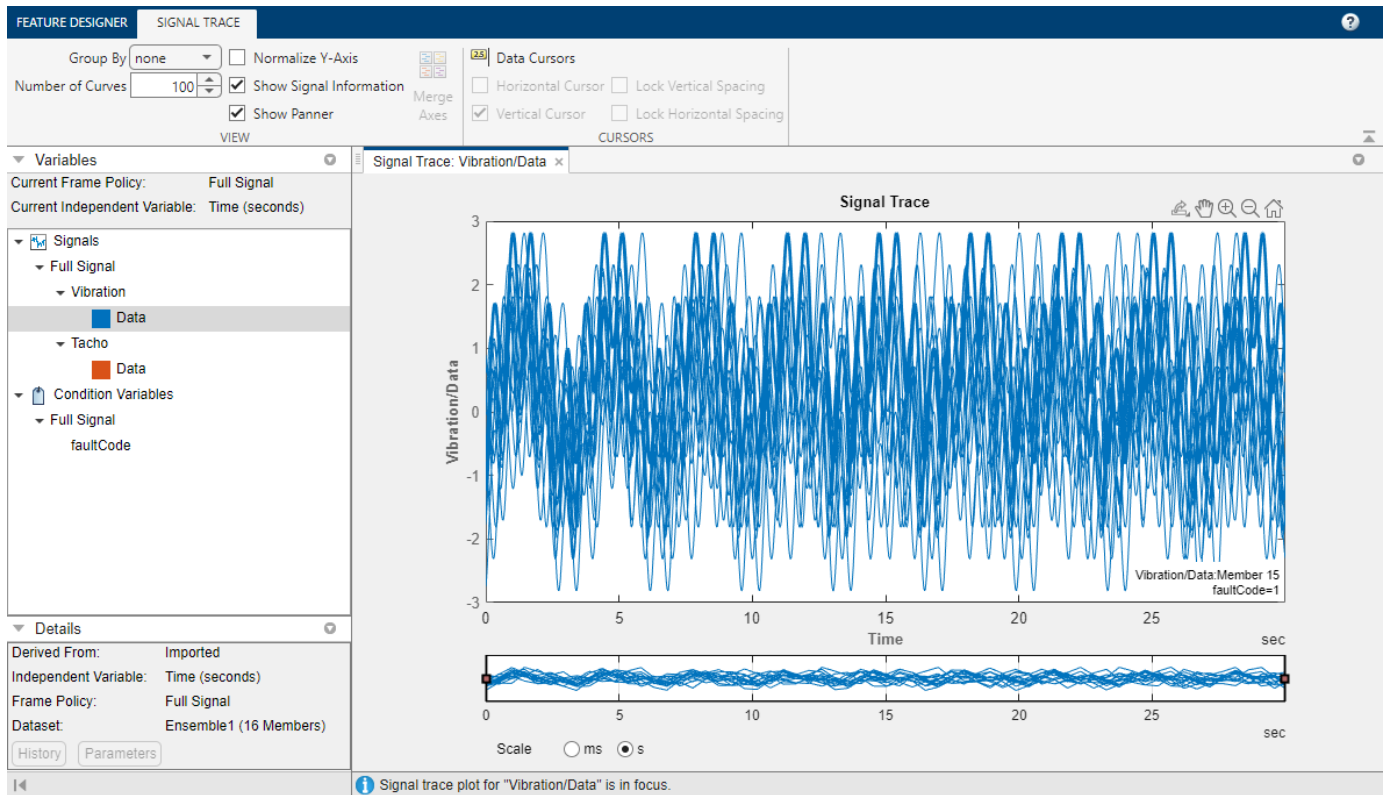 FEATURE DESIGNER SIGNAL TRACE
?
Group By none Normalize Y-Axis
Number of Curves 100 Show Signal Information
Show Panner
Merge
Axes
VIEW
2.5 Data Cursors
Horizontal Cursor Lock Vertical Spacing
Vertical Cursor Lock Horizontal Spacing
CURSORS
Variables
Current Frame Policy: Full Signal
Current Independent Variable: Time (seconds)
Signals
Full Signal
Vibration
Data
Tacho
Data
Condition Variables
Full Signal
faultCode
Details
Derived From: Imported
Independent Variable: Time (seconds)
Frame Policy: Full Signal
Dataset: Ensemble1 (16 Members)
History Parameters
Signal Trace: Vibration/Data ×
Signal Trace
Vibration/Data
3
2
1
0
-1
-2
-3
Vibration/Data:Member 15
faultCode=1
0 5 10 15 20 25
Time
sec
0 5 10 15 20 25
sec
Scale ms s
Signal trace plot for "Vibration/Data" is in focus.